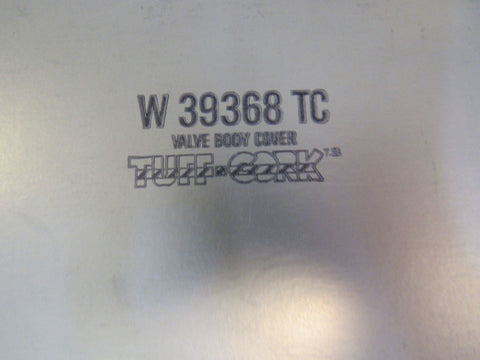 W 39368 TC
VALVE BODY COVER
TUFF-CORK